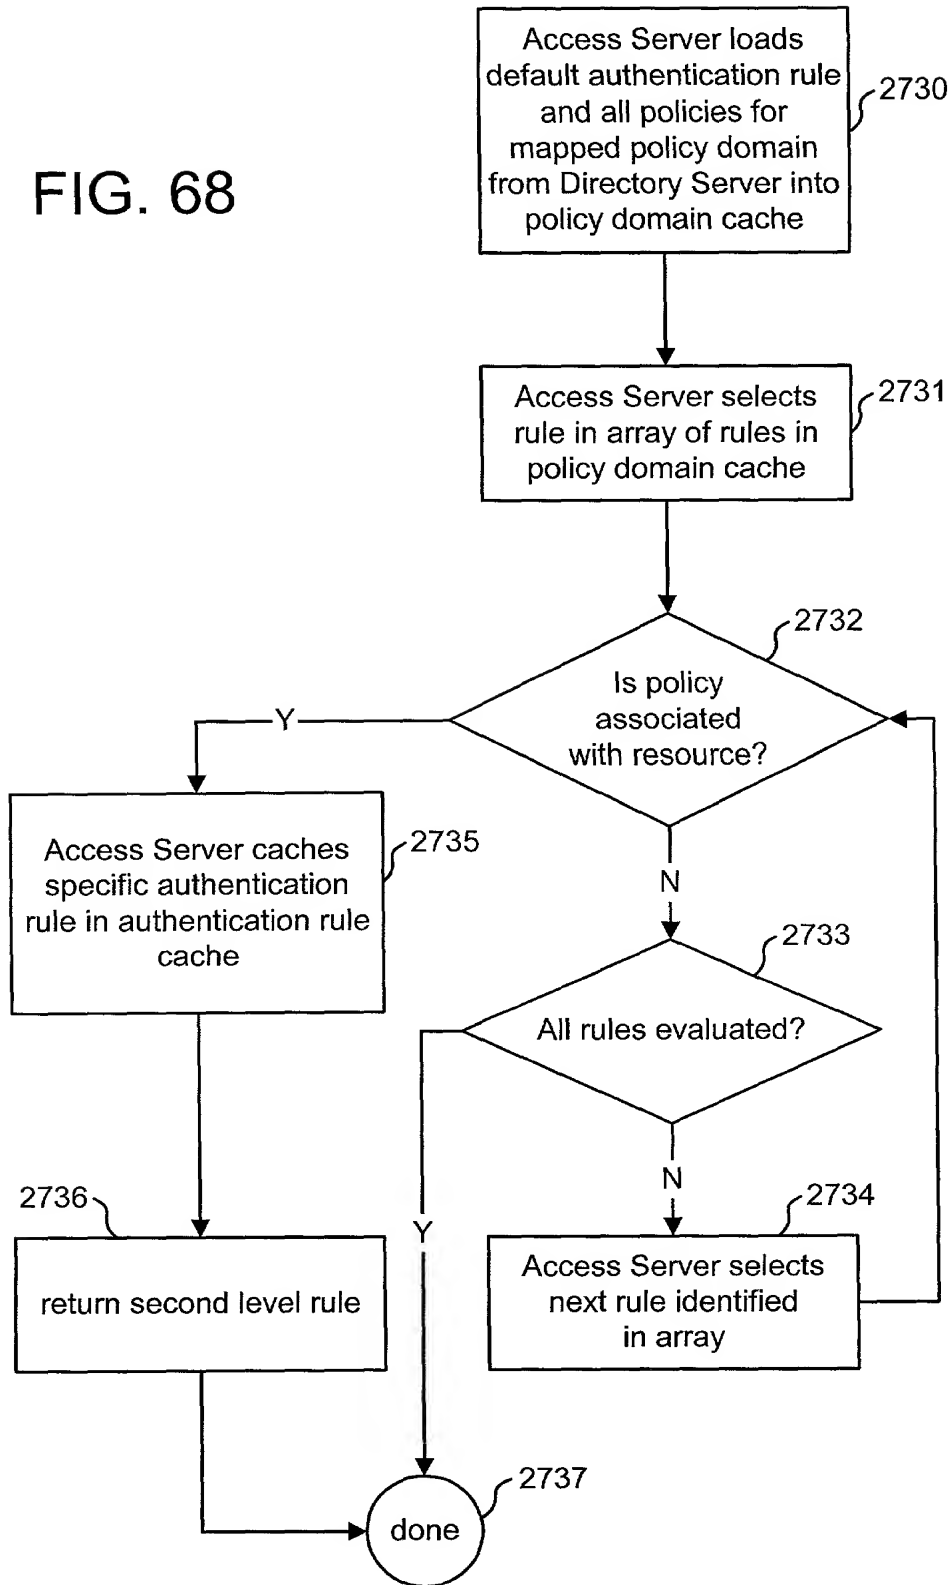 FIG. 68
Access Server loads
default authentication rule
and all policies for
mapped policy domain
from Directory Server into
policy domain cache
2730
Access Server selects
rule in array of rules in
policy domain cache
2731
Is policy
associated
with resource?
2732
Y
N
Access Server caches
specific authentication
rule in authentication rule
cache
2735
All rules evaluated?
2733
Y
N
return second level rule
2736
Access Server selects
next rule identified
in array
2734
done
2737